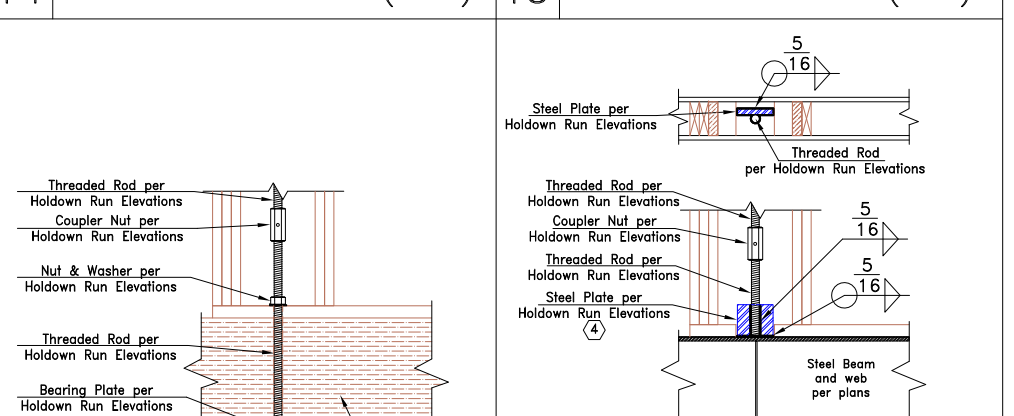 Threaded Rod per
Holdown Run Elevations
Coupler Nut per
Holdown Run Elevations
Nut & Washer per
Holdown Run Elevations
Threaded Rod per
Holdown Run Elevations
Bearing Plate per
Holdown Run Elevations
5
16
Steel Plate per
Holdown Run Elevations
Threaded Rod
per Holdown Run Elevations
Threaded Rod per
Holdown Run Elevations
Coupler Nut per
Holdown Run Elevations
Threaded Rod per
Holdown Run Elevations
Steel Plate per
Holdown Run Elevations
4
5
16
5
16
Steel Beam
and web
per plans